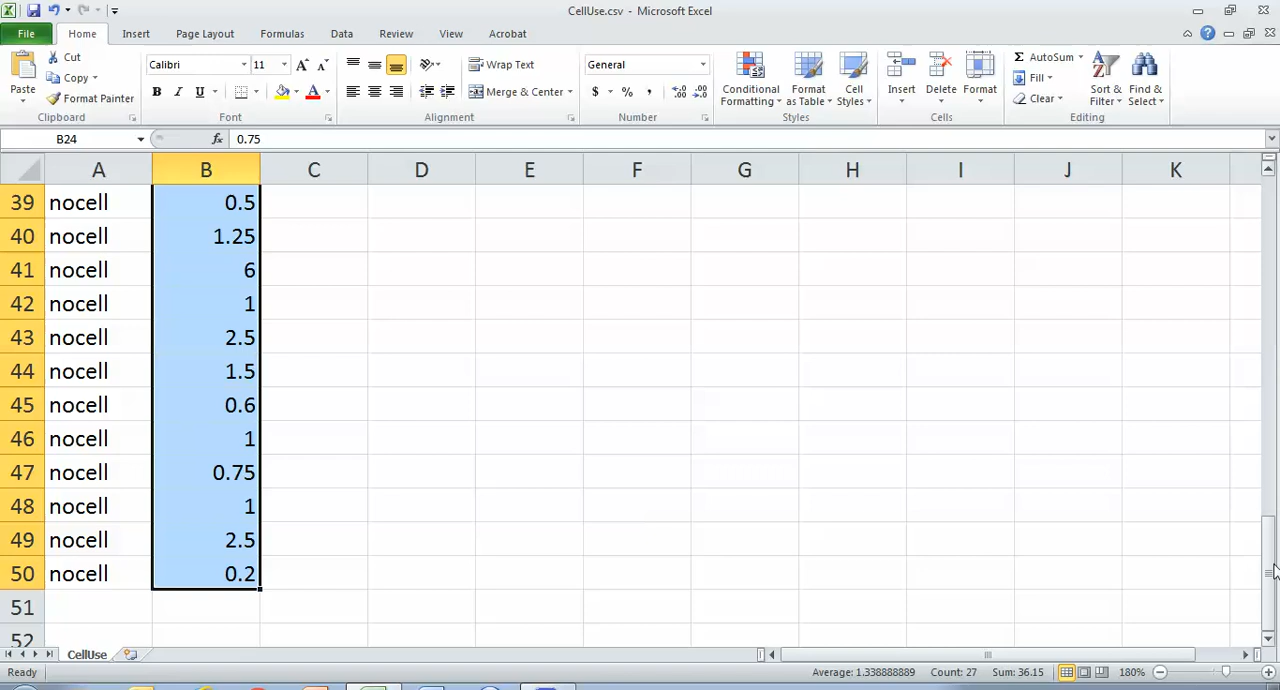 CellUse.csv - Microsoft Excel
File Home Insert Page Layout Formulas Data Review View Acrobat
Paste
Cut
Copy
Format Painter
Clipboard
Calibri 11
B I U
Font
Wrap Text
Merge & Center
Alignment
General
$ % ,
Number
Conditional Formatting
Format as Table
Cell Styles
Styles
Insert
Delete
Format
Cells
Σ AutoSum
Fill
Clear
Sort & Filter
Find & Select
Editing
B24 fx 0.75
A B C D E F G H I J K
39 nocell 0.5
40 nocell 1.25
41 nocell 6
42 nocell 1
43 nocell 2.5
44 nocell 1.5
45 nocell 0.6
46 nocell 1
47 nocell 0.75
48 nocell 1
49 nocell 2.5
50 nocell 0.2
51
52
CellUse
Ready Average: 1.338888889 Count: 27 Sum: 36.15 180%